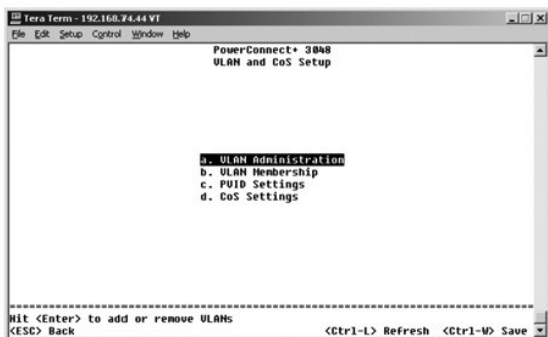 Tera Term - 192.168.74.44 VT
File Edit Setup Control Window Help
PowerConnect+ 3048
VLAN and CoS Setup
a. VLAN Administration
b. VLAN Membership
c. PVID Settings
d. CoS Settings
Hit <Enter> to add or remove VLANs
<ESC> Back <Ctrl-L> Refresh <Ctrl-W> Save